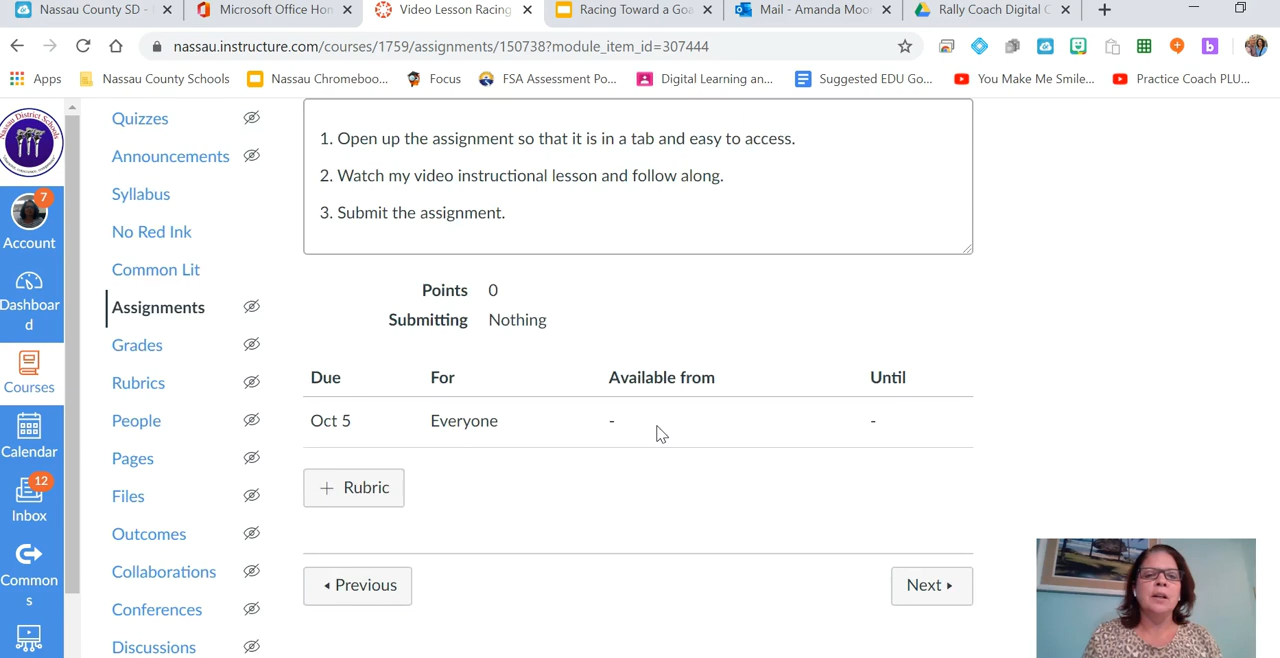 Nassau County SD -
Microsoft Office Hon
Video Lesson Racing
Racing Toward a Goa
Mail - Amanda Moo
Rally Coach Digital C
nassau.instructure.com/courses/1759/assignments/150738?module_item_id=307444
Apps
Nassau County Schools
Nassau Chromeboo...
Focus
FSA Assessment Po...
Digital Learning an...
Suggested EDU Go...
You Make Me Smile...
Practice Coach PLU...
7
Account
Dashboar
d
Courses
Calendar
12
Inbox
Common
s
Quizzes
Announcements
Syllabus
No Red Ink
Common Lit
Assignments
Grades
Rubrics
People
Pages
Files
Outcomes
Collaborations
Conferences
Discussions
1. Open up the assignment so that it is in a tab and easy to access.
2. Watch my video instructional lesson and follow along.
3. Submit the assignment.
Points 0
Submitting Nothing
Due For Available from Until
Oct 5 Everyone - -
+ Rubric
Previous
Next